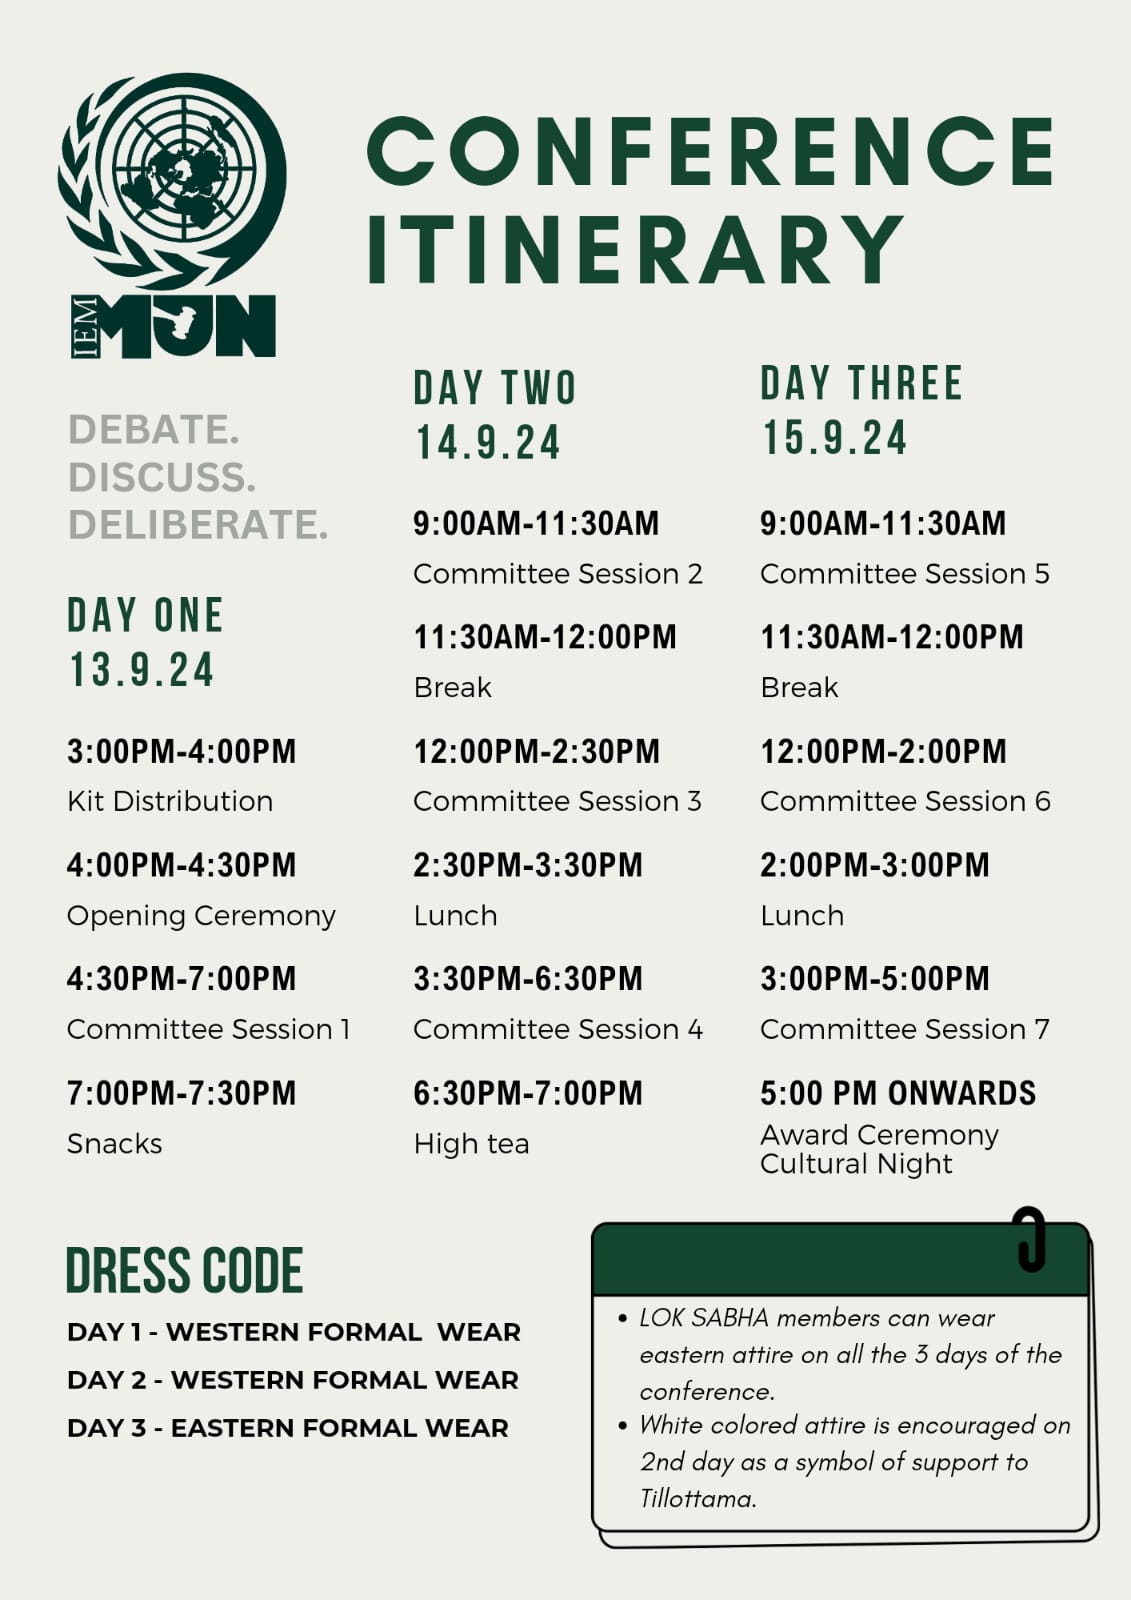 CONFERENCE
ITINERARY
IEM MUN
DEBATE.
DISCUSS.
DELIBERATE.
DAY ONE
13.9.24
3:00PM-4:00PM
Kit Distribution
4:00PM-4:30PM
Opening Ceremony
4:30PM-7:00PM
Committee Session 1
7:00PM-7:30PM
Snacks
DAY TWO
14.9.24
9:00AM-11:30AM
Committee Session 2
11:30AM-12:00PM
Break
12:00PM-2:30PM
Committee Session 3
2:30PM-3:30PM
Lunch
3:30PM-6:30PM
Committee Session 4
6:30PM-7:00PM
High tea
DAY THREE
15.9.24
9:00AM-11:30AM
Committee Session 5
11:30AM-12:00PM
Break
12:00PM-2:00PM
Committee Session 6
2:00PM-3:00PM
Lunch
3:00PM-5:00PM
Committee Session 7
5:00 PM ONWARDS
Award Ceremony
Cultural Night
DRESS CODE
DAY 1 - WESTERN FORMAL WEAR
DAY 2 - WESTERN FORMAL WEAR
DAY 3 - EASTERN FORMAL WEAR
• LOK SABHA members can wear
eastern attire on all the 3 days of the
conference.
• White colored attire is encouraged on
2nd day as a symbol of support to
Tillottama.